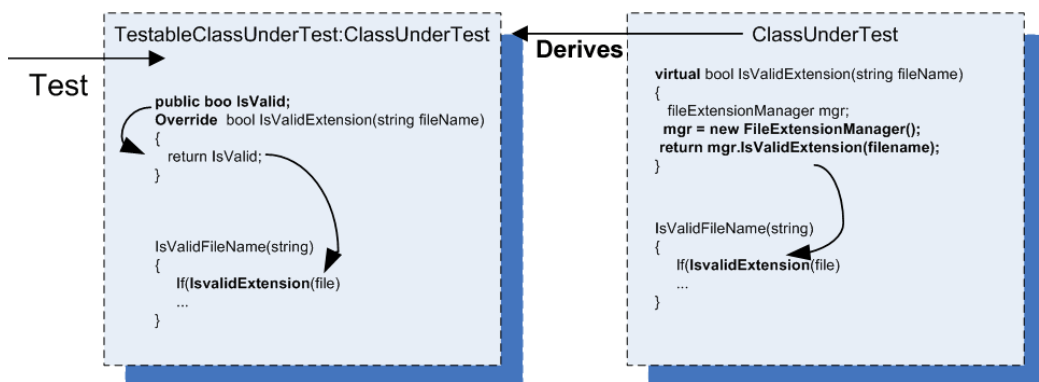 Test
TestableClassUnderTest:ClassUnderTest
public boo IsValid;
Override bool IsValidExtension(string fileName)
{
return IsValid;
}
IsValidFileName(string)
{
If(IsvalidExtension(file)
...
}
Derives
ClassUnderTest
virtual bool IsValidExtension(string fileName)
{
fileExtensionManager mgr;
mgr = new FileExtensionManager();
return mgr.IsValidExtension(filename);
}
IsValidFileName(string)
{
If(IsvalidExtension(file)
...
}